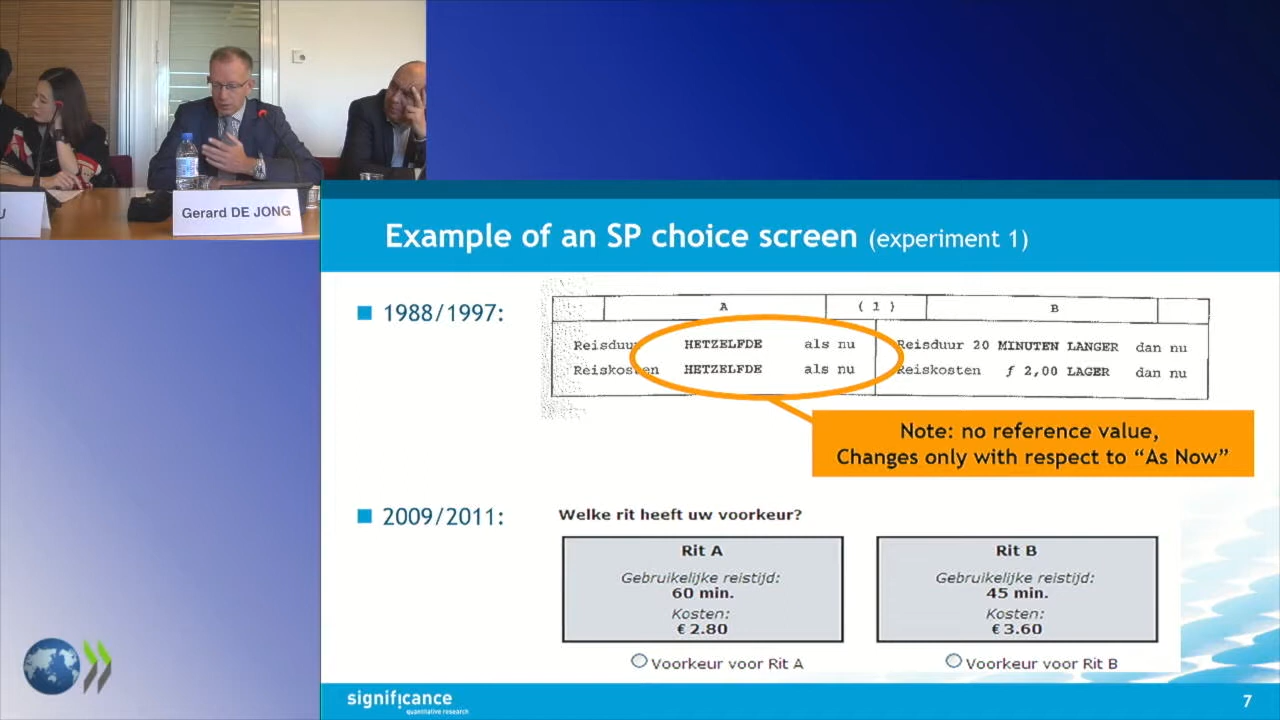 U
Gerard DE JONG
Example of an SP choice screen (experiment 1)
1988/1997:
A ( 1 ) B
Reisduur HETZELFDE als nu Reisduur 20 MINUTEN LANGER dan nu
Reiskosten HETZELFDE als nu Reiskosten ƒ 2,00 LAGER dan nu
Note: no reference value,
Changes only with respect to “As Now”
2009/2011:
Welke rit heeft uw voorkeur?
Rit A
Gebruikelijke reistijd:
60 min.
Kosten:
€ 2.80
Voorkeur voor Rit A
Rit B
Gebruikelijke reistijd:
45 min.
Kosten:
€ 3.60
Voorkeur voor Rit B
significance
quantitative research
7